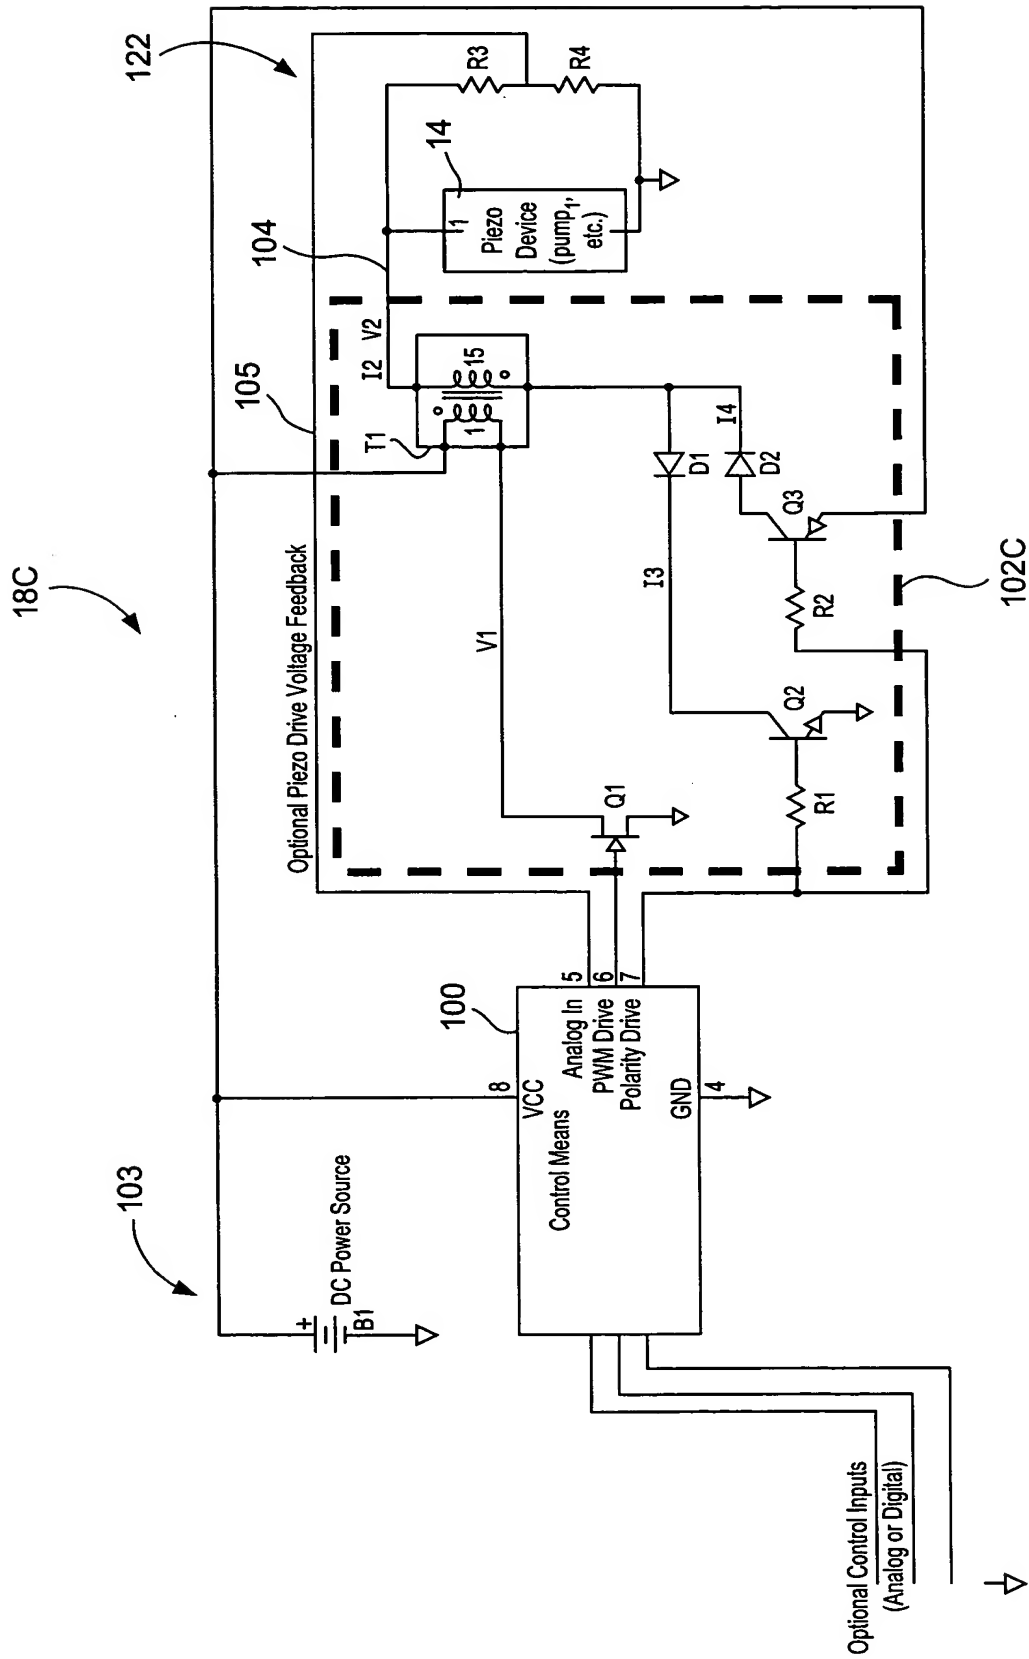 18C
103
+
DC Power Source
B1
8
VCC
100
Control Means
Analog In
PWM Drive
Polarity Drive
GND
4
5
6
7
Optional Control Inputs
(Analog or Digital)
Optional Piezo Drive Voltage Feedback
105
104
122
T1
1
15
I2
V2
V1
Q1
I3
D1
I4
D2
Q2
R1
Q3
R2
102C
14
1
Piezo
Device
(pump1,
etc.)
R3
R4